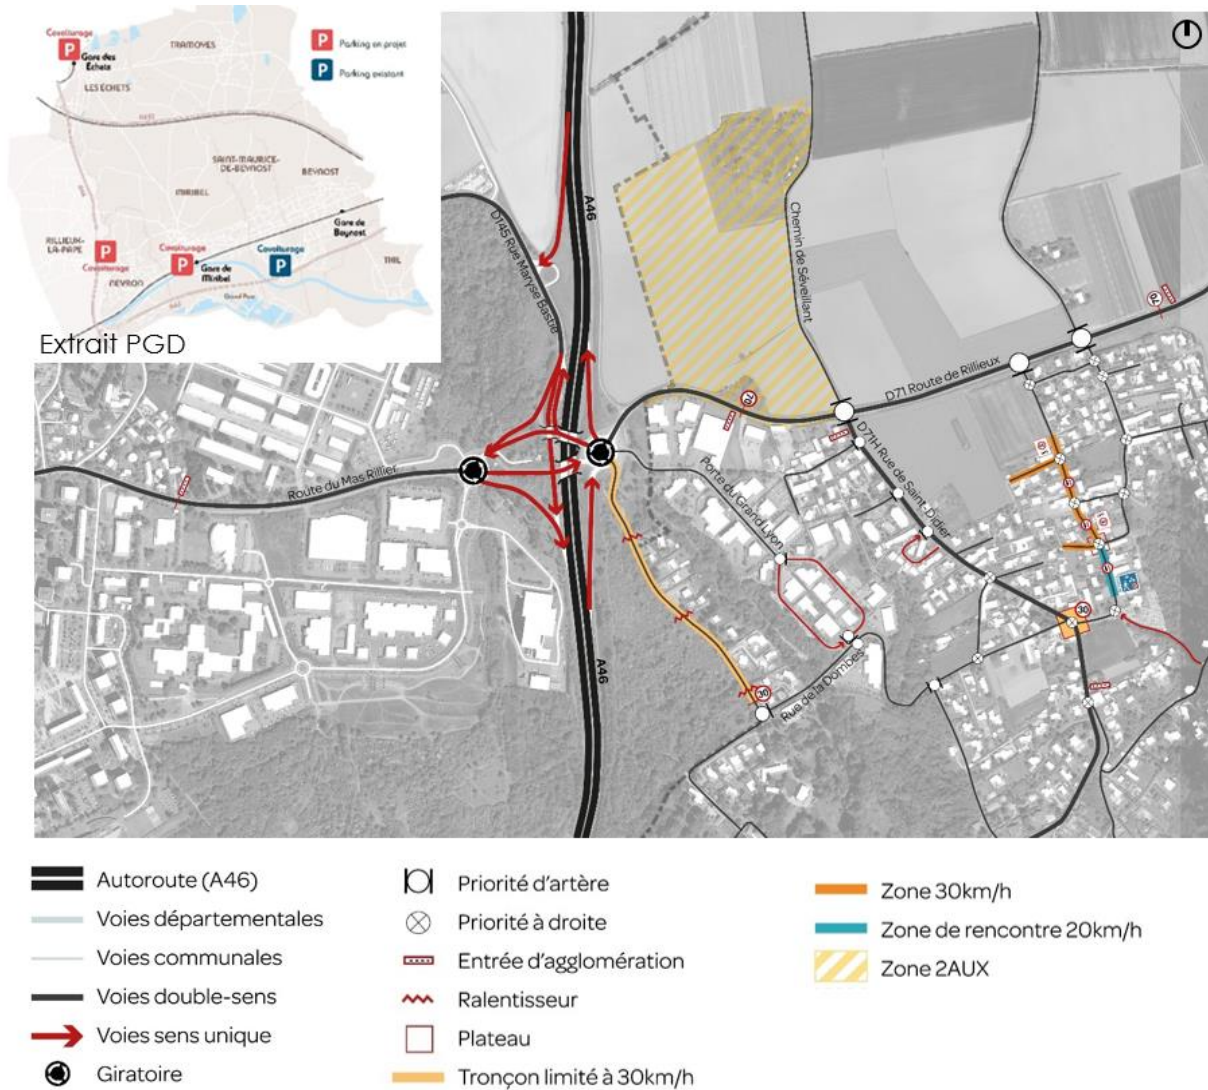 Covoiturage
P
Gare des
Échets
LES ÉCHETS
TRAMOYES
P Parking en projet
P Parking existant
SAINT-MAURICE-
DE-BEYNOST
BEYNOST
MIRIBEL
Gare de
Beynost
RILLIEUX-
LA-PAPE
P
Covoiturage
Covoiturage
P
Gare de
Miribel
Covoiturage
P
THIL
NEYRON
Grand Parc
Extrait PGD
A46
D145 Rue Maryse Bastié
Chemin de Séveillant
70
D71 Route de Rillieux
70
D71H Rue de Saint-Didier
Route du Mas Rillier
Porte du Grand Lyon
A46
30
30
Rue de la Dombes
Autoroute (A46)
Voies départementales
Voies communales
Voies double-sens
Voies sens unique
Giratoire
Priorité d'artère
Priorité à droite
Entrée d'agglomération
Ralentisseur
Plateau
Tronçon limité à 30km/h
Zone 30km/h
Zone de rencontre 20km/h
Zone 2AUX